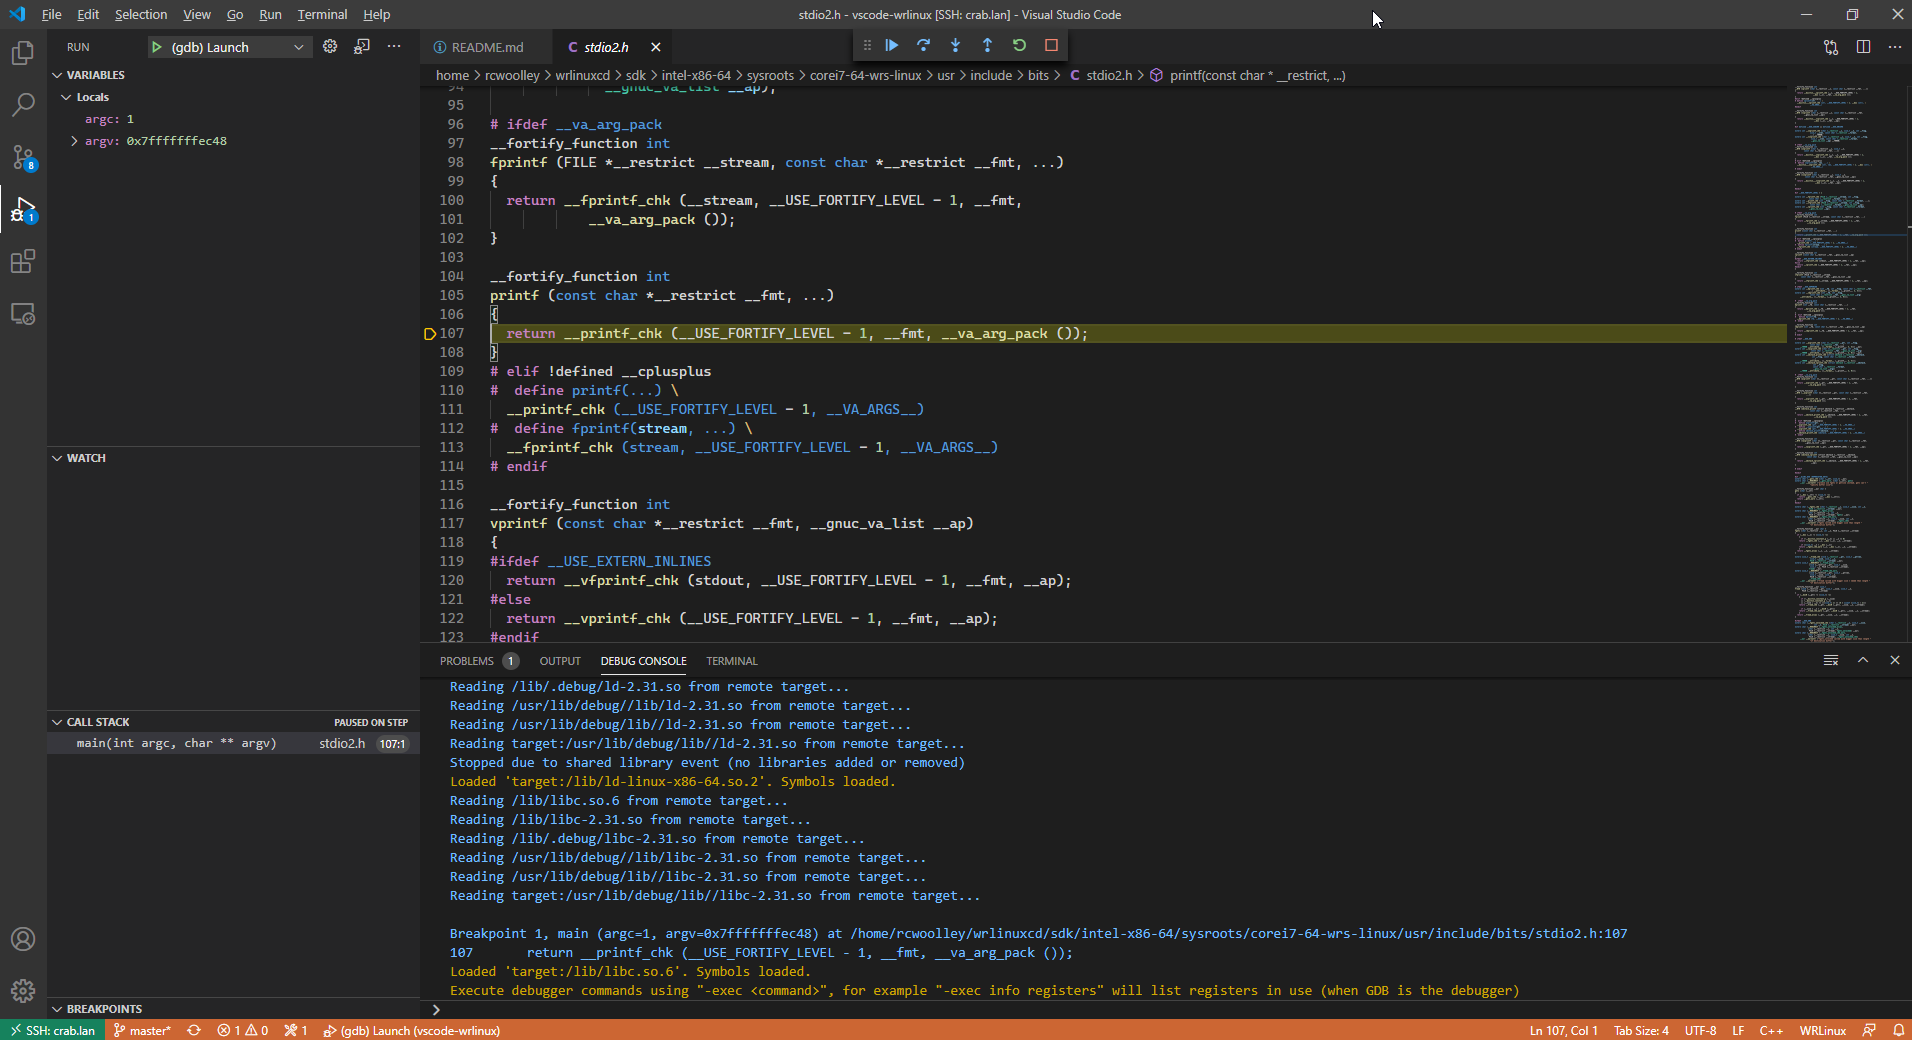 File Edit Selection View Go Run Terminal Help
stdio2.h - vscode-wrlinux [SSH: crab.lan] - Visual Studio Code
RUN
(gdb) Launch
README.md
stdio2.h
home > rcwoolley > wrlinuxcd > sdk > intel-x86-64 > sysroots > corei7-64-wrs-linux > usr > include > bits > C stdio2.h > printf(const char * __restrict, ...)
VARIABLES
Locals
argc: 1
argv: 0x7fffffffec48
94 __gnuc_va_list __ap);
95
96 # ifdef __va_arg_pack
97 __fortify_function int
98 fprintf (FILE *__restrict __stream, const char *__restrict __fmt, ...)
99 {
100 return __fprintf_chk (__stream, __USE_FORTIFY_LEVEL - 1, __fmt,
101 __va_arg_pack ());
102 }
103
104 __fortify_function int
105 printf (const char *__restrict __fmt, ...)
106 {
107 return __printf_chk (__USE_FORTIFY_LEVEL - 1, __fmt, __va_arg_pack ());
108 }
109 # elif !defined __cplusplus
110 #  define printf(...) \
111 __printf_chk (__USE_FORTIFY_LEVEL - 1, __VA_ARGS__)
112 #  define fprintf(stream, ...) \
113 __fprintf_chk (stream, __USE_FORTIFY_LEVEL - 1, __VA_ARGS__)
114 # endif
115
116 __fortify_function int
117 vprintf (const char *__restrict __fmt, __gnuc_va_list __ap)
118 {
119 #ifdef __USE_EXTERN_INLINES
120 return __vfprintf_chk (stdout, __USE_FORTIFY_LEVEL - 1, __fmt, __ap);
121 #else
122 return __vprintf_chk (__USE_FORTIFY_LEVEL - 1, __fmt, __ap);
123 #endif
WATCH
CALL STACK PAUSED ON STEP
main(int argc, char ** argv) stdio2.h 107:1
BREAKPOINTS
8
1
PROBLEMS 1 OUTPUT DEBUG CONSOLE TERMINAL
Reading /lib/.debug/ld-2.31.so from remote target...
Reading /usr/lib/debug//lib/ld-2.31.so from remote target...
Reading /usr/lib/debug/lib//ld-2.31.so from remote target...
Reading target:/usr/lib/debug/lib//ld-2.31.so from remote target...
Stopped due to shared library event (no libraries added or removed)
Loaded 'target:/lib/ld-linux-x86-64.so.2'. Symbols loaded.
Reading /lib/libc.so.6 from remote target...
Reading /lib/libc-2.31.so from remote target...
Reading /lib/.debug/libc-2.31.so from remote target...
Reading /usr/lib/debug//lib/libc-2.31.so from remote target...
Reading /usr/lib/debug/lib//libc-2.31.so from remote target...
Reading target:/usr/lib/debug/lib//libc-2.31.so from remote target...
Breakpoint 1, main (argc=1, argv=0x7fffffffec48) at /home/rcwoolley/wrlinuxcd/sdk/intel-x86-64/sysroots/corei7-64-wrs-linux/usr/include/bits/stdio2.h:107
107 return __printf_chk (__USE_FORTIFY_LEVEL - 1, __fmt, __va_arg_pack ());
Loaded 'target:/lib/libc.so.6'. Symbols loaded.
Execute debugger commands using "-exec <command>", for example "-exec info registers" will list registers in use (when GDB is the debugger)
SSH: crab.lan master* 1 0 1 (gdb) Launch (vscode-wrlinux) Ln 107, Col 1 Tab Size: 4 UTF-8 LF C++ WRLinux